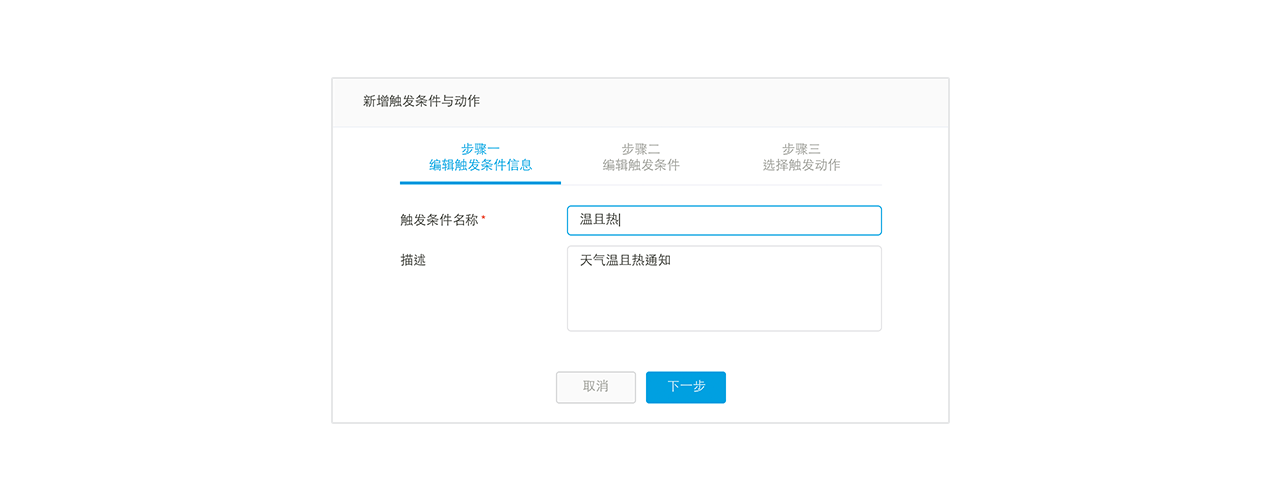 新增触发条件与动作
步骤一
编辑触发条件信息
步骤二
编辑触发条件
步骤三
选择触发动作
触发条件名称 *
温且热
描述
天气温且热通知
取消
下一步